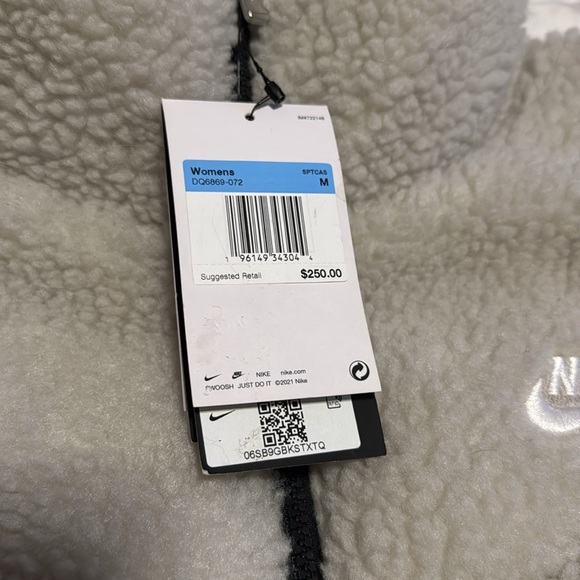 Womens SPTCAS
DQ6869-072 M
1 96149 34304 4
Suggested Retail $250.00
NIKE nike.com
SWOOSH JUST DO IT ©2021 Nike
06SB9GBKSTXTQ
N